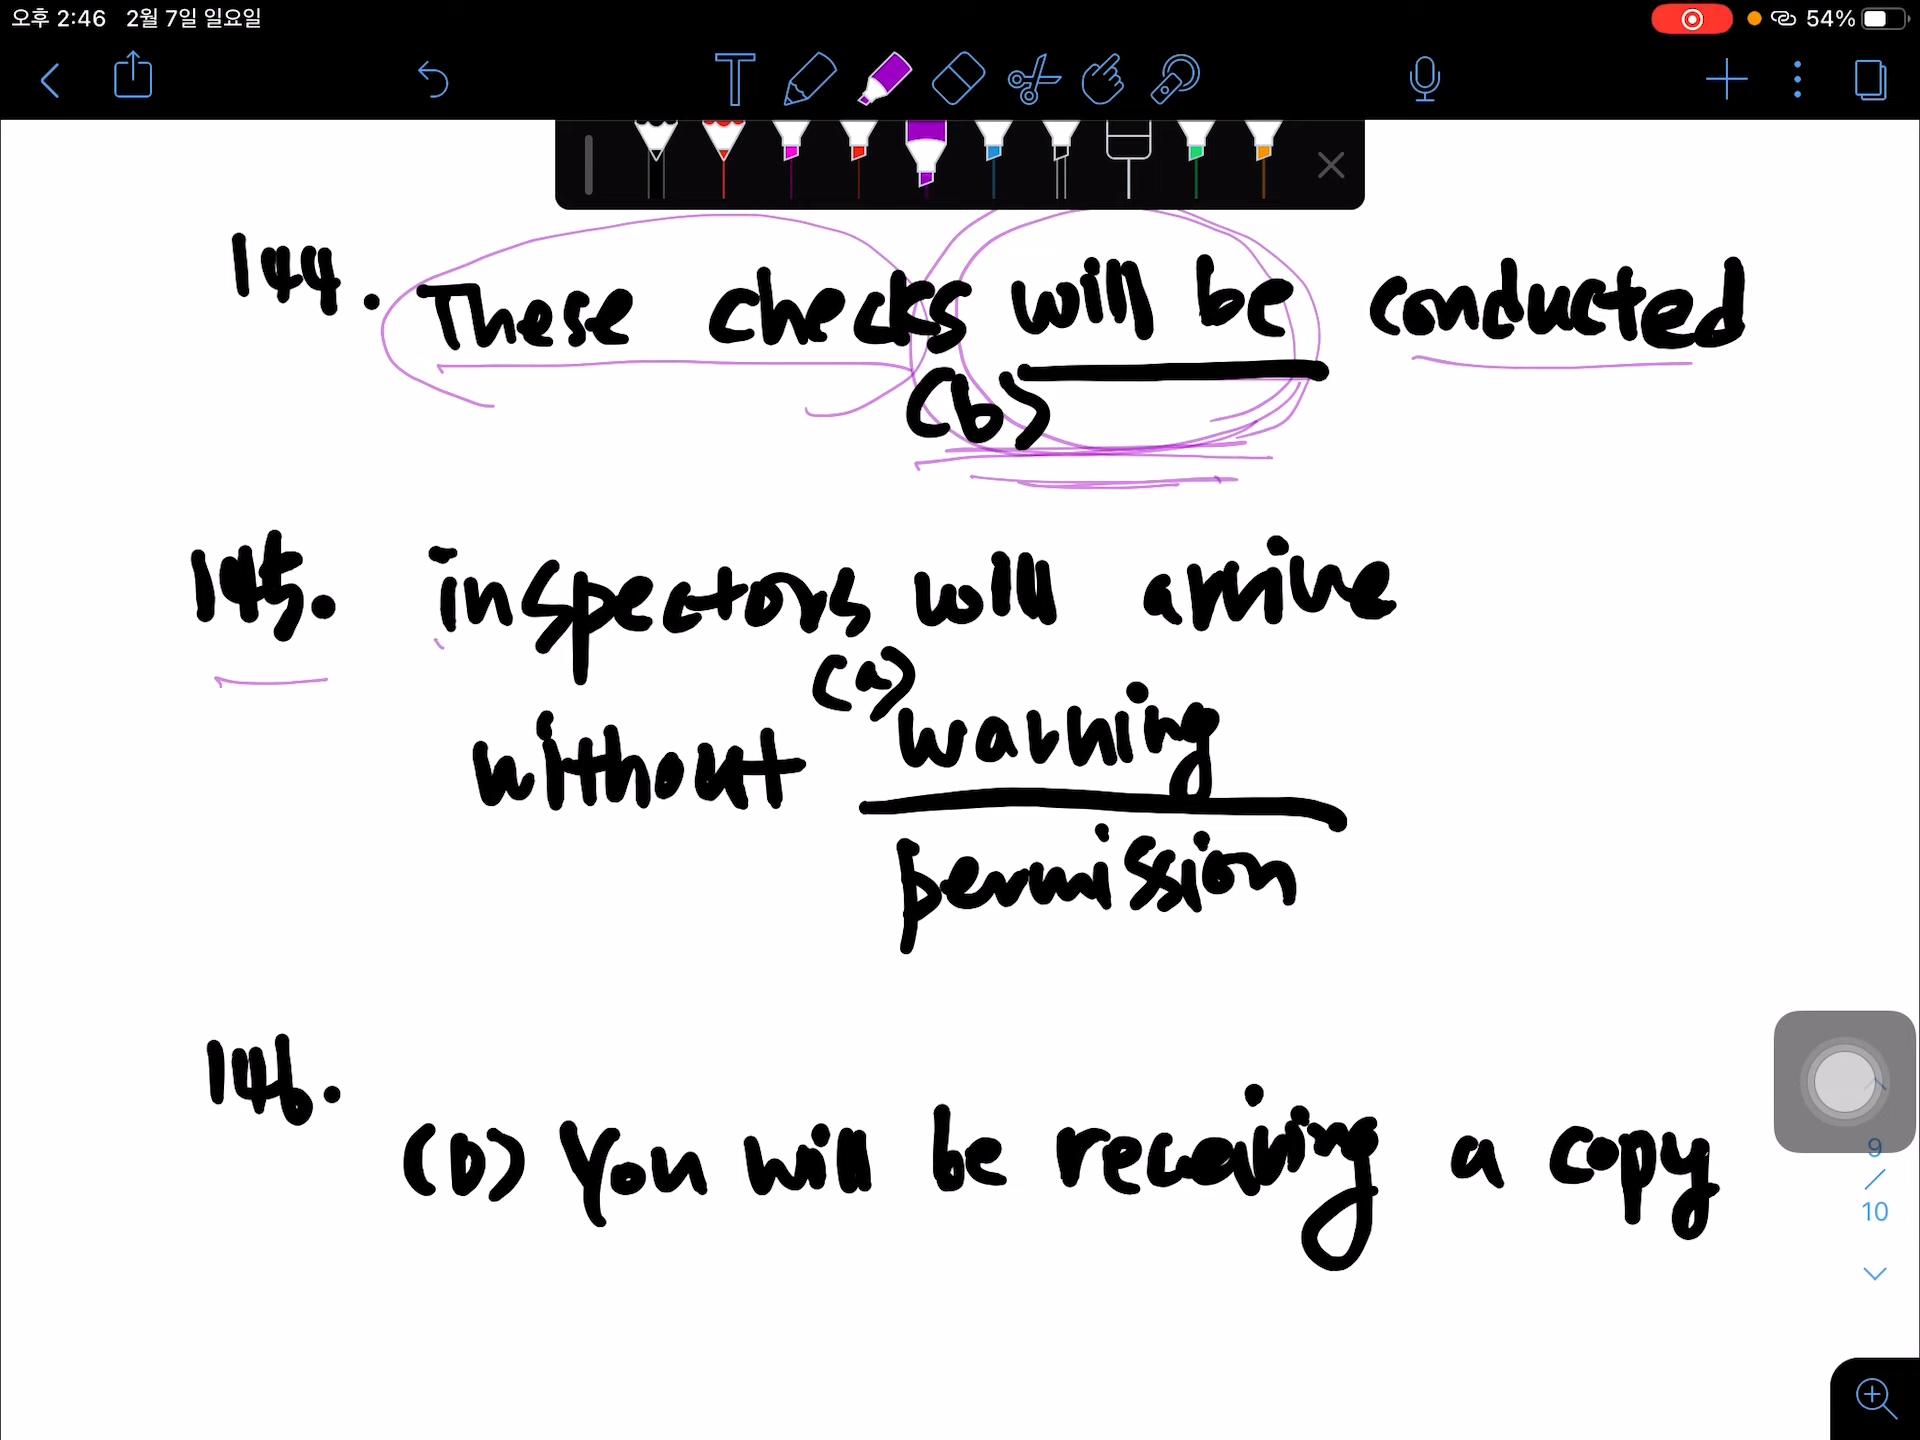 오후 2:46 2월 7일 일요일
54%
144. These checks will be conducted
(b)
145. inspectors will arrive
(a)
without warning
permission
146.
(D) You will be receiving a copy
9
/
10